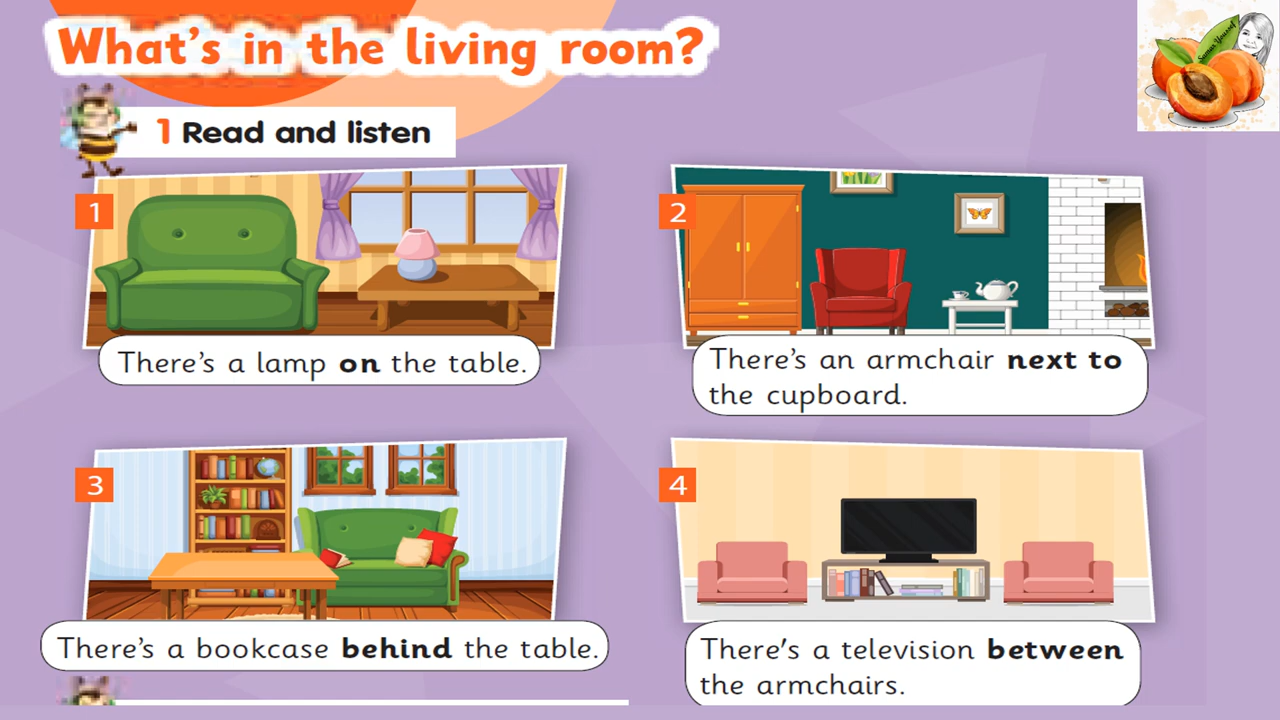 What's in the living room?
1 Read and listen
1
There's a lamp on the table.
2
There's an armchair next to
the cupboard.
3
There's a bookcase behind the table.
4
There's a television between
the armchairs.